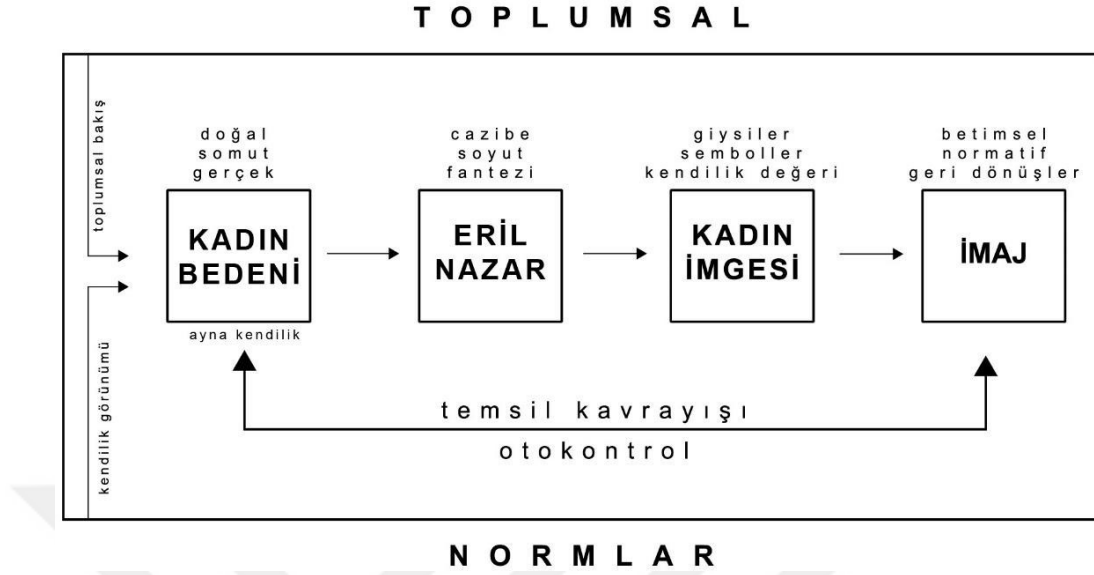 TOPLUMSAL
toplumsal bakış
kendilik görünümü
doğal
somut
gerçek
KADIN
BEDENİ
ayna kendilik
cazibe
soyut
fantezi
ERİL
NAZAR
giysiler
semboller
kendilik değeri
KADIN
İMGESİ
betimsel
normatif
geri dönüşler
İMAJ
temsil kavrayışı
otokontrol
NORMLAR